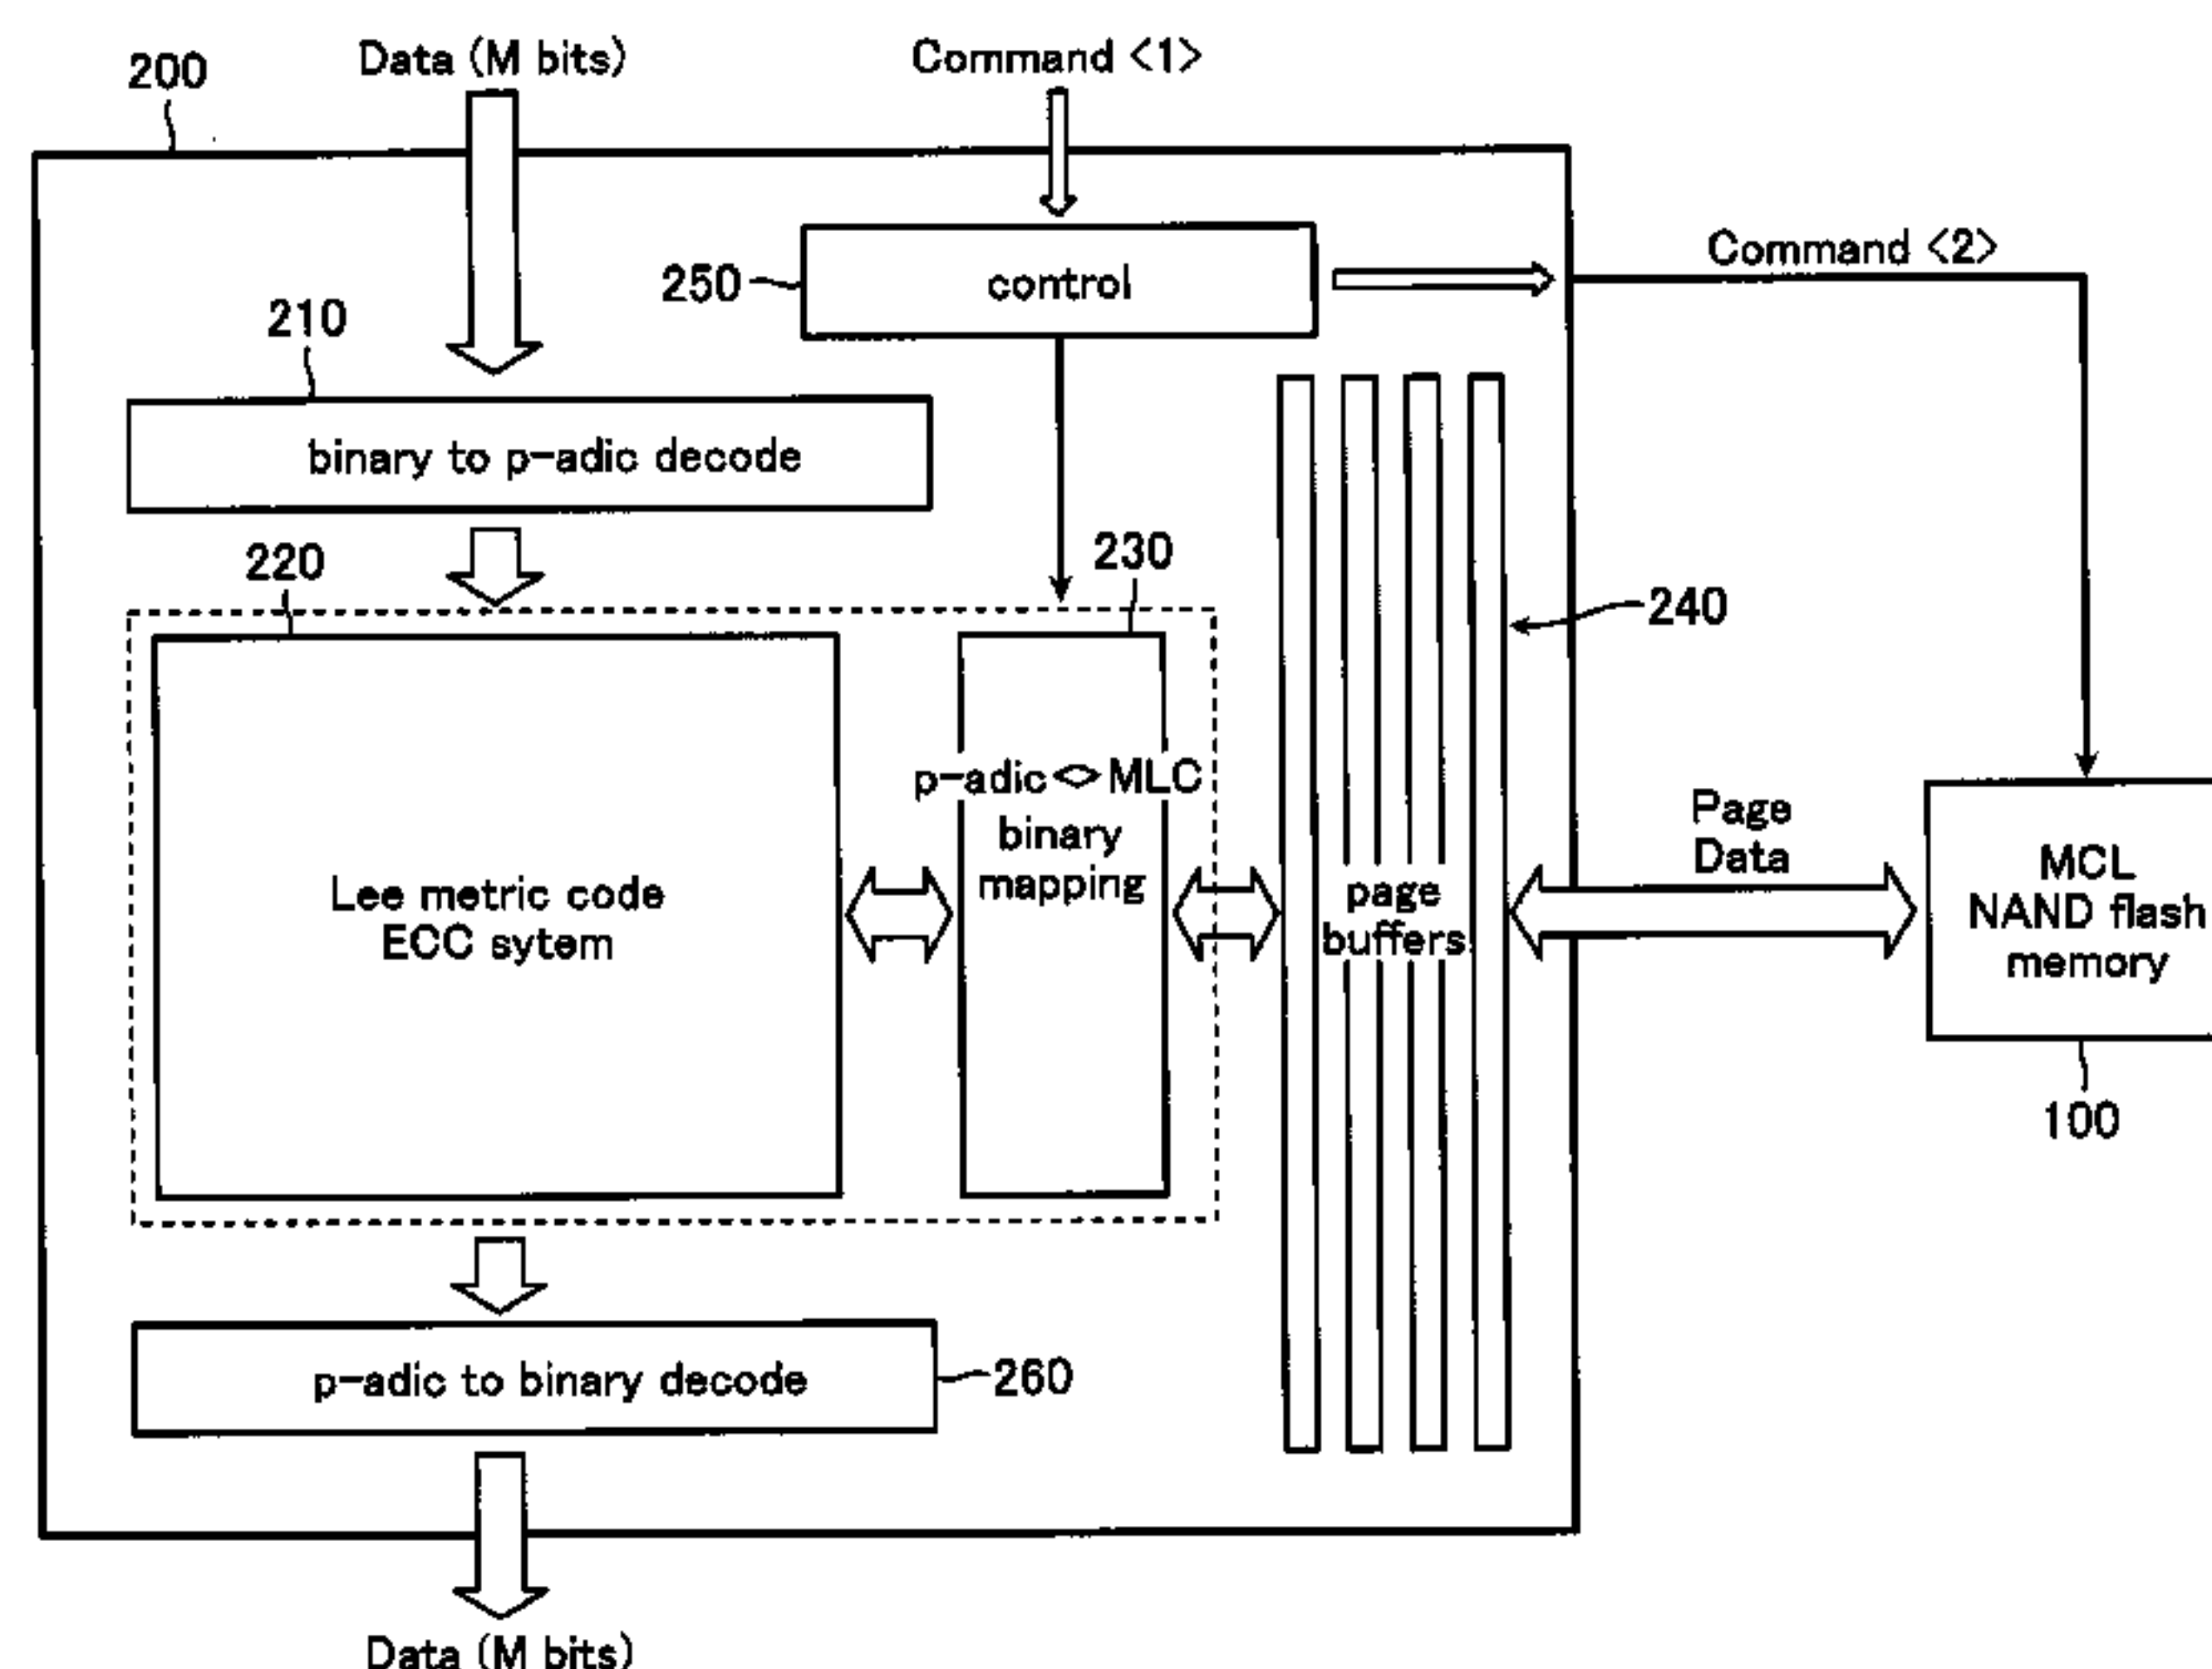 200
Data (M bits)
Command <1>
250
control
Command <2>
210
binary to p-adic decode
220
230
240
p-adic <> MLC
binary
mapping
Lee metric code
ECC sytem
page
buffers
Page
Data
MCL
NAND flash
memory
100
p-adic to binary decode
260
Data (M bits)